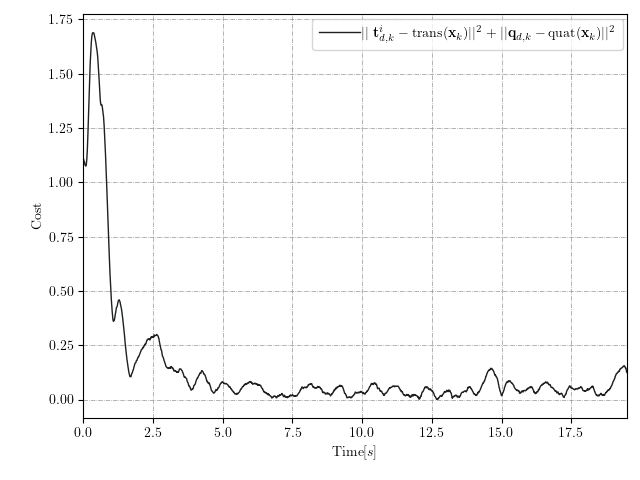 1.75
1.50
1.25
1.00
0.75
0.50
0.25
0.00
Cost
|| t^i_{d,k} − trans(x_k)||^2 + ||q_{d,k} − quat(x_k)||^2
0.0 2.5 5.0 7.5 10.0 12.5 15.0 17.5
Time[s]